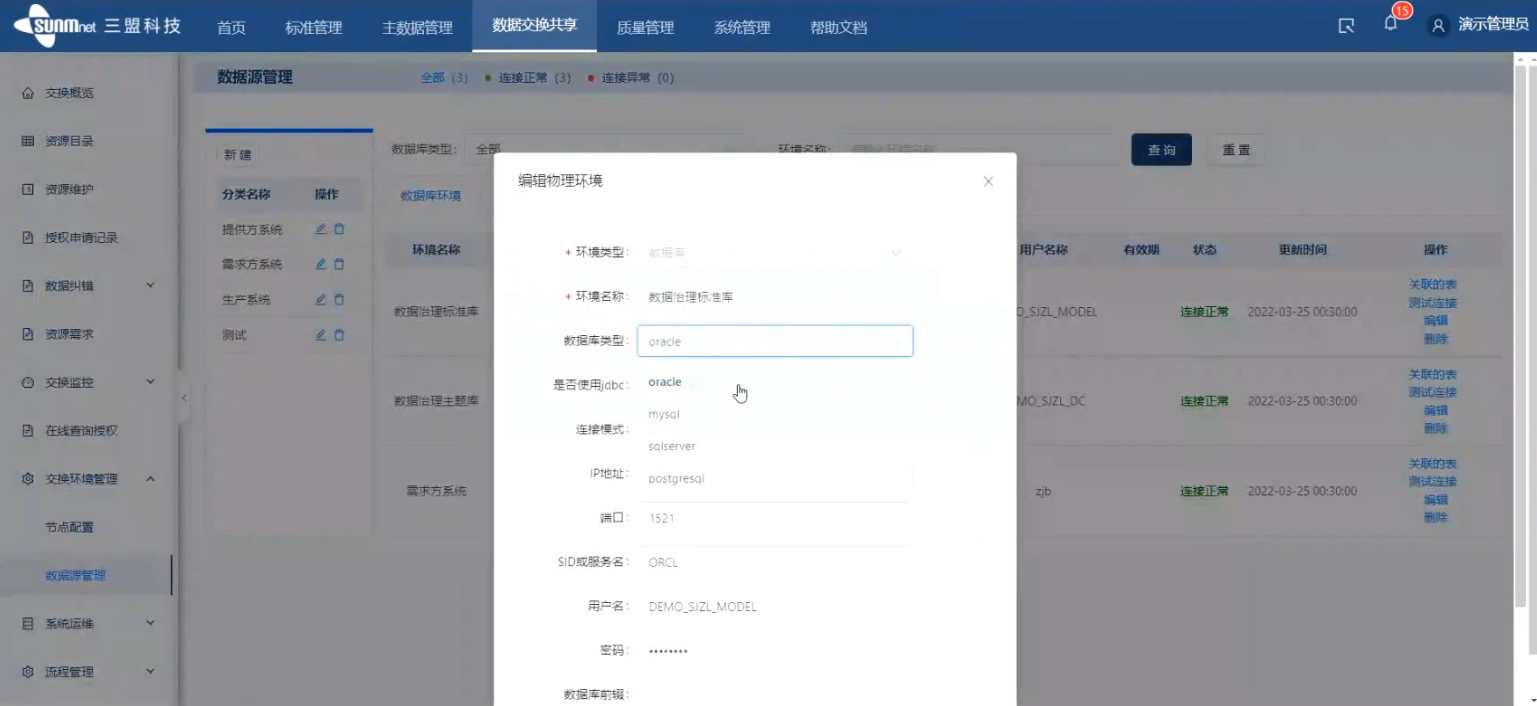 SUNMnet 三盟科技 首页 标准管理 主数据管理 数据交换共享 质量管理 系统管理 帮助文档 15 演示管理员
交换概览
资源目录
资源维护
授权申请记录
数据纠错
资源需求
交换监控
在线查询授权
交换环境管理
节点配置
数据源管理
系统运维
流程管理
数据源管理 全部 (3) 连接正常 (3) 连接异常 (0)
新建
分类名称 操作
提供方系统
需求方系统
生产系统
测试
数据库类型: 全部 环境名称: 查询 重置
数据库环境
环境名称 用户名称 有效期 状态 更新时间 操作
数据治理标准库 O_SJZL_MODEL 连接正常 2022-03-25 00:30:00
关联的表
测试连接
编辑
删除
数据治理主题库 MO_SJZL_DC 连接正常 2022-03-25 00:30:00
关联的表
测试连接
编辑
删除
需求方系统 zjb 连接正常 2022-03-25 00:30:00
关联的表
测试连接
编辑
删除
编辑物理环境
* 环境类型: 数据库
* 环境名称: 数据治理标准库
数据库类型: oracle
是否使用jdbc: oracle
mysql
连接模式:
sqlserver
IP地址: postgresql
端口: 1521
SID或服务名: ORCL
用户名: DEMO_SJZL_MODEL
密码: ••••••••
数据库前缀: